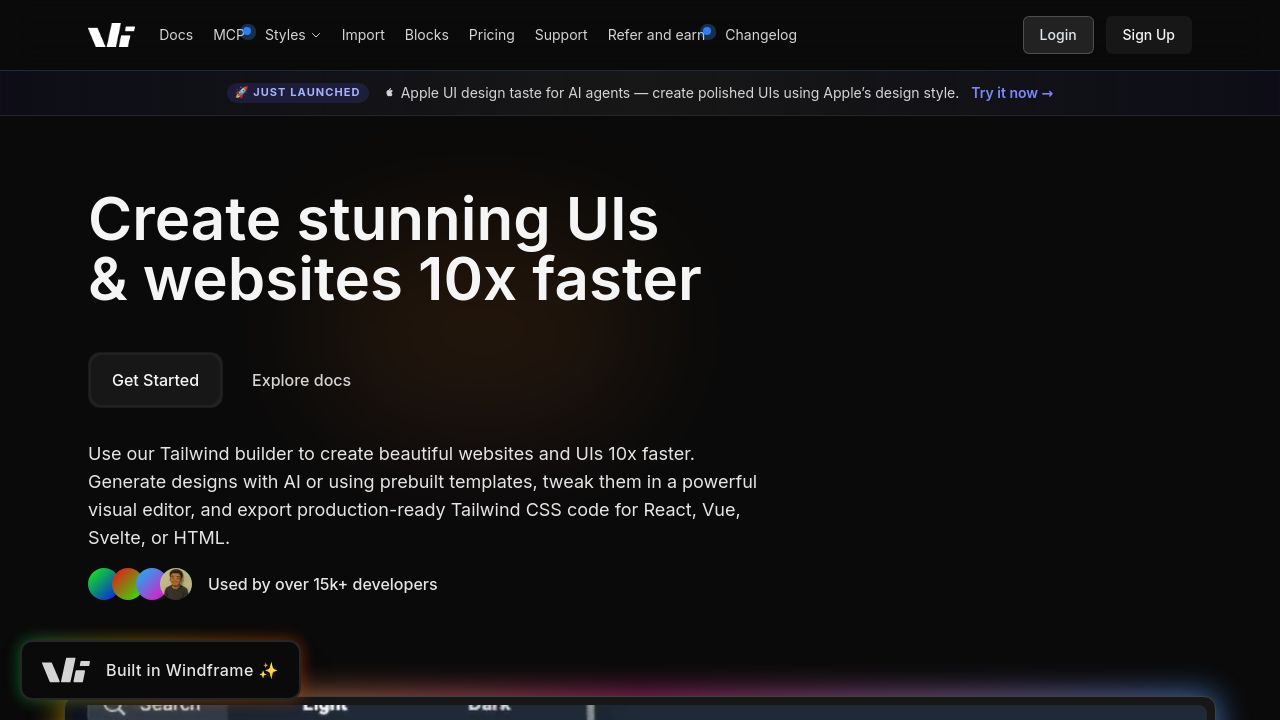 Docs MCP Styles Import Blocks Pricing Support Refer and earn Changelog Login Sign Up
🚀 JUST LAUNCHED Apple UI design taste for AI agents — create polished UIs using Apple’s design style. Try it now →
Create stunning UIs
& websites 10x faster
Get Started Explore docs
Use our Tailwind builder to create beautiful websites and UIs 10x faster.
Generate designs with AI or using prebuilt templates, tweak them in a powerful
visual editor, and export production-ready Tailwind CSS code for React, Vue,
Svelte, or HTML.
Used by over 15k+ developers
Built in Windframe ✨
Search Light Dark